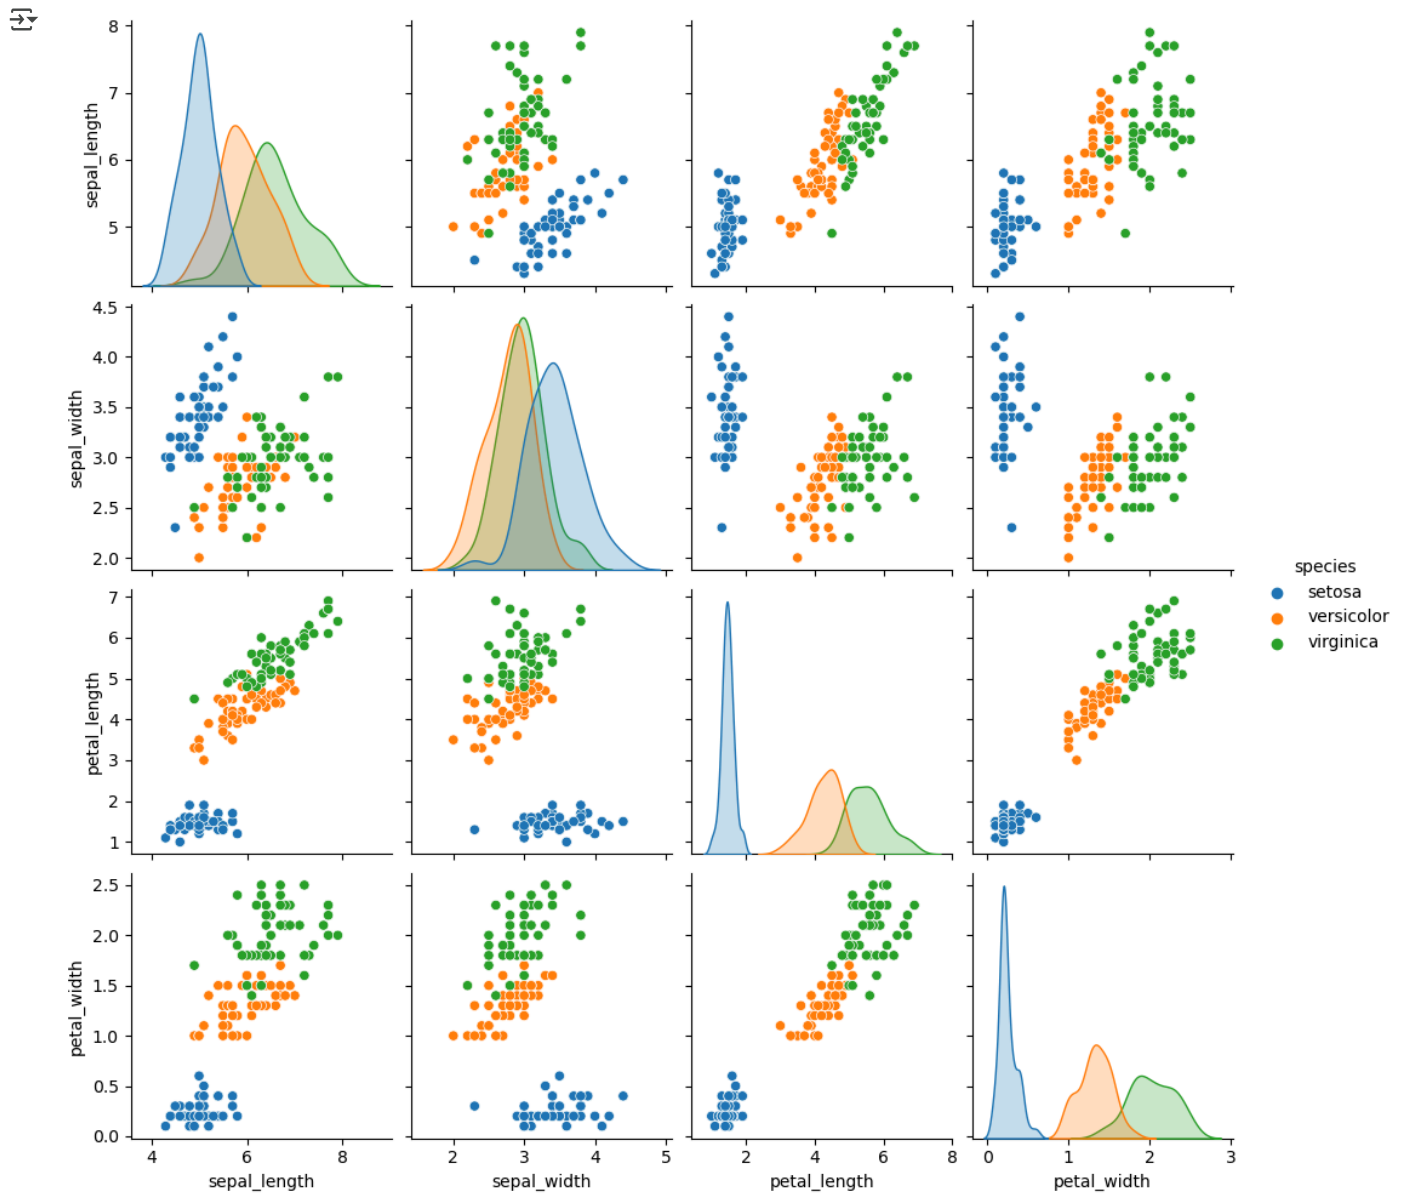 8
7
6
5
sepal_length
4.5
4.0
3.5
3.0
2.5
2.0
sepal_width
species
setosa
versicolor
virginica
7
6
5
4
3
2
1
petal_length
2.5
2.0
1.5
1.0
0.5
0.0
petal_width
4 6 8 2 3 4 5 2 4 6 8 0 1 2 3
sepal_length sepal_width petal_length petal_width